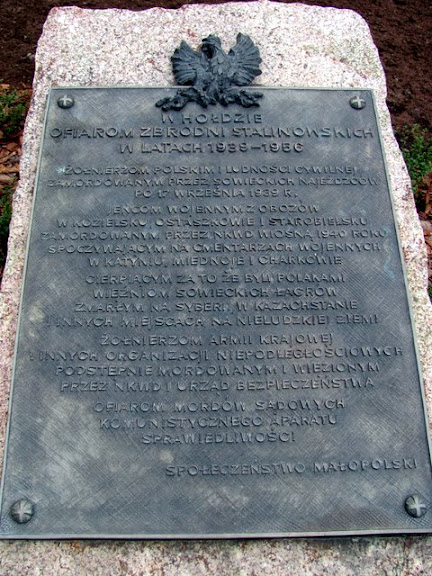 W HOŁDZIE
OFIAROM ZBRODNI STALINOWSKICH
W LATACH 1939-1956
ŻOŁNIERZOM POLSKIM I LUDNOŚCI CYWILNEJ
ZAMORDOWANYM PRZEZ SOWIECKICH NAJEŹDŹCÓW
PO 17 WRZEŚNIA 1939 R.
JEŃCOM WOJENNYM Z OBOZÓW
W KOZIELSKU, OSTASZKOWIE I STAROBIELSKU
ZAMORDOWANYM PRZEZ NKWD WIOSNĄ 1940 ROKU
SPOCZYWAJĄCYM NA CMENTARZACH WOJENNYCH
W KATYNIU, MIEDNOJE I CHARKOWIE
CIERPIĄCYM ZA TO ŻE BYLI POLAKAMI
WIĘŹNIOM SOWIECKICH ŁAGRÓW
ZMARŁYM NA SYBERII, W KAZACHSTANIE
I INNYCH MIEJSCACH NA NIELUDZKIEJ ZIEMI
ŻOŁNIERZOM ARMII KRAJOWEJ
I INNYCH ORGANIZACJI NIEPODLEGŁOŚCIOWYCH
PODSTĘPNIE MORDOWANYM I WIĘZIONYM
PRZEZ NKWD I URZĄD BEZPIECZEŃSTWA
OFIAROM MORDÓW SĄDOWYCH
KOMUNISTYCZNEGO APARATU
SPRAWIEDLIWOŚCI
SPOŁECZEŃSTWO MAŁOPOLSKI